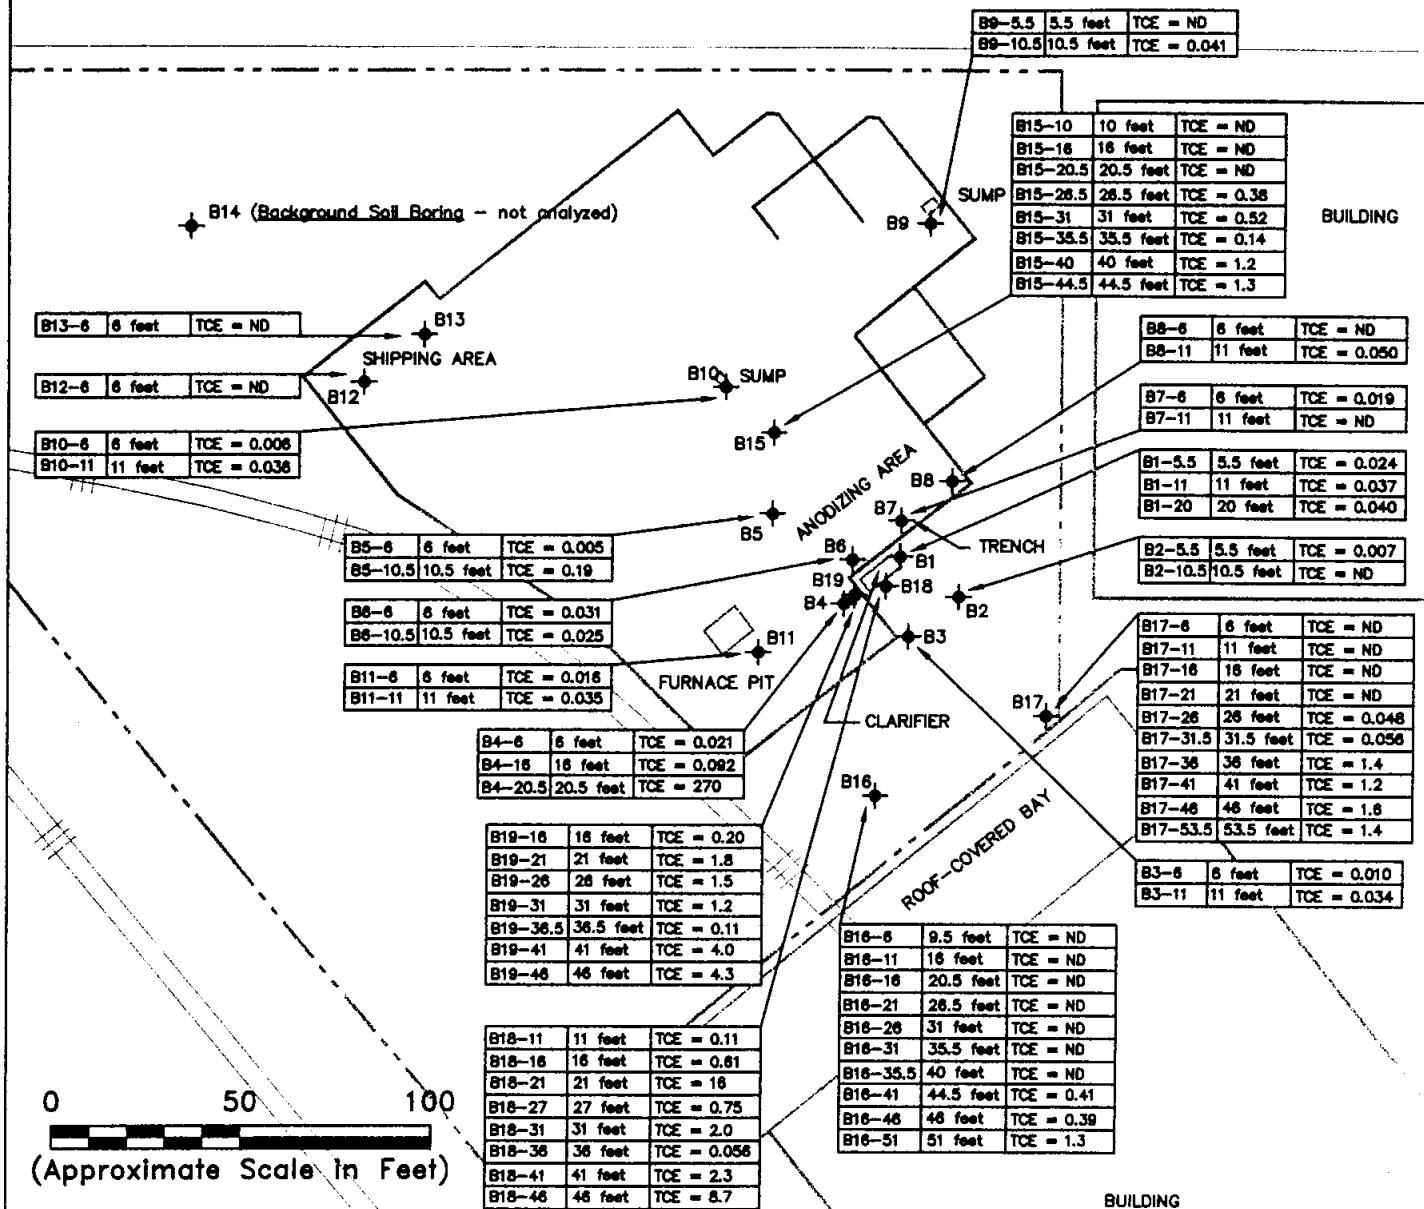 B9-5.5 5.5 feet TCE = ND
B9-10.5 10.5 feet TCE = 0.041
B15-10 10 feet TCE = ND
B15-16 16 feet TCE = ND
B15-20.5 20.5 feet TCE = ND
B15-26.5 26.5 feet TCE = 0.36
B15-31 31 feet TCE = 0.52
B15-35.5 35.5 feet TCE = 0.14
B15-40 40 feet TCE = 1.2
B15-44.5 44.5 feet TCE = 1.3
SUMP
B9
BUILDING
B14 (Background Soil Boring - not analyzed)
B13-6 6 feet TCE = ND
B13
SHIPPING AREA
B12-6 6 feet TCE = ND
B12
B10
SUMP
B8-6 6 feet TCE = ND
B8-11 11 feet TCE = 0.050
B7-6 6 feet TCE = 0.019
B7-11 11 feet TCE = ND
B10-6 6 feet TCE = 0.006
B10-11 11 feet TCE = 0.036
B15
ANODIZING AREA
B8
B1-5.5 5.5 feet TCE = 0.024
B1-11 11 feet TCE = 0.037
B1-20 20 feet TCE = 0.040
B5
B7
TRENCH
B5-6 6 feet TCE = 0.005
B5-10.5 10.5 feet TCE = 0.19
B6
B1
B2-5.5 5.5 feet TCE = 0.007
B2-10.5 10.5 feet TCE = ND
B19
B18
B4
B2
B6-6 6 feet TCE = 0.031
B6-10.5 10.5 feet TCE = 0.025
B11
B3
B17-6 6 feet TCE = ND
B17-11 11 feet TCE = ND
B17-16 16 feet TCE = ND
B17-21 21 feet TCE = ND
B17-26 26 feet TCE = 0.046
B17-31.5 31.5 feet TCE = 0.056
B17-36 36 feet TCE = 1.4
B17-41 41 feet TCE = 1.2
B17-46 46 feet TCE = 1.6
B17-53.5 53.5 feet TCE = 1.4
B11-6 6 feet TCE = 0.016
B11-11 11 feet TCE = 0.035
FURNACE PIT
B17
CLARIFIER
B4-6 6 feet TCE = 0.021
B4-16 16 feet TCE = 0.092
B4-20.5 20.5 feet TCE = 270
B16
ROOF-COVERED BAY
B3-6 6 feet TCE = 0.010
B3-11 11 feet TCE = 0.034
B19-16 16 feet TCE = 0.20
B19-21 21 feet TCE = 1.8
B19-26 26 feet TCE = 1.5
B19-31 31 feet TCE = 1.2
B19-36.5 36.5 feet TCE = 0.11
B19-41 41 feet TCE = 4.0
B19-46 46 feet TCE = 4.3
B16-6 9.5 feet TCE = ND
B16-11 16 feet TCE = ND
B16-16 20.5 feet TCE = ND
B16-21 26.5 feet TCE = ND
B16-26 31 feet TCE = ND
B16-31 35.5 feet TCE = ND
B16-35.5 40 feet TCE = ND
B16-41 44.5 feet TCE = 0.41
B16-46 46 feet TCE = 0.39
B16-51 51 feet TCE = 1.3
B18-11 11 feet TCE = 0.11
B18-16 16 feet TCE = 0.61
B18-21 21 feet TCE = 16
B18-27 27 feet TCE = 0.75
B18-31 31 feet TCE = 2.0
B18-36 36 feet TCE = 0.056
B18-41 41 feet TCE = 2.3
B18-46 46 feet TCE = 8.7
0 50 100
(Approximate Scale in Feet)
BUILDING